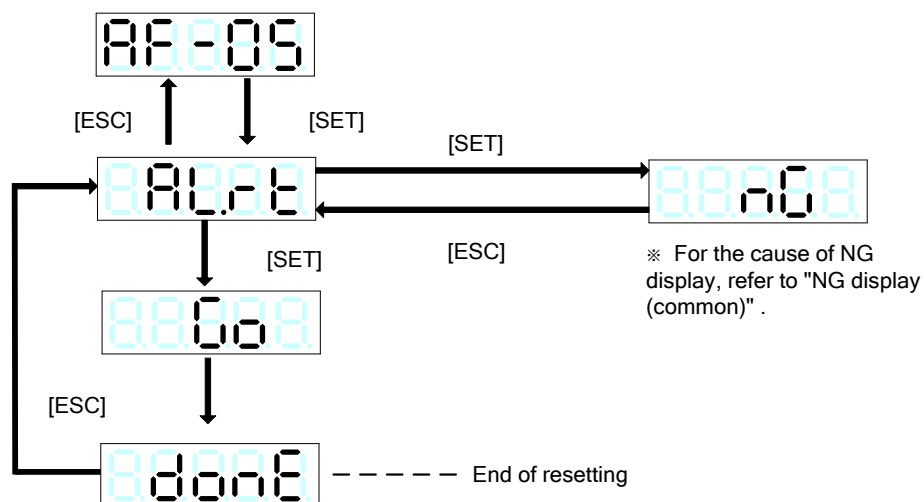 AF-05
[ESC]
[SET]
[SET]
AL.rt
nG
[SET]
[ESC]
※ For the cause of NG
display, refer to "NG display
(common)" .
Go
[ESC]
donE
End of resetting